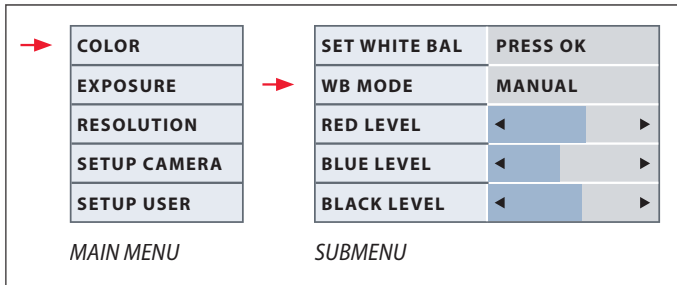 COLOR
EXPOSURE
RESOLUTION
SETUP CAMERA
SETUP USER
MAIN MENU
SET WHITE BAL PRESS OK
WB MODE MANUAL
RED LEVEL
BLUE LEVEL
BLACK LEVEL
SUBMENU